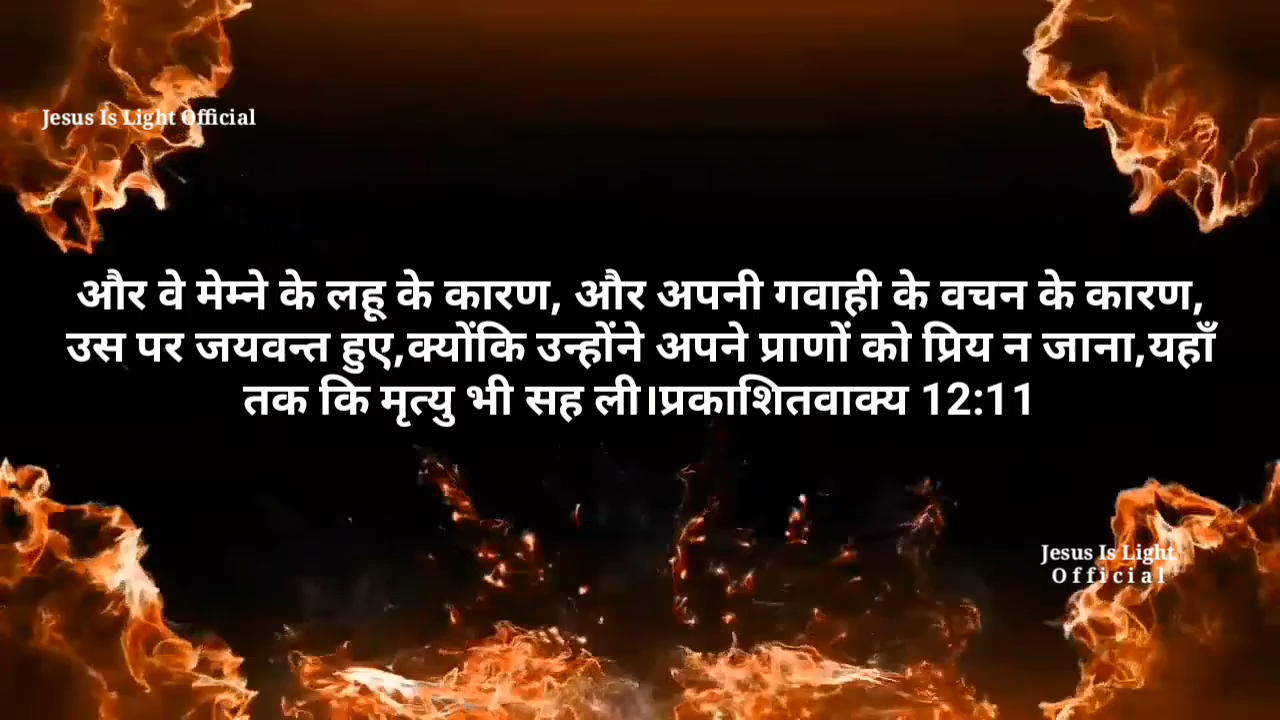 Jesus Is Light Official
और वे मेम्ने के लहू के कारण, और अपनी गवाही के वचन के कारण,
उस पर जयवन्त हुए,क्योंकि उन्होंने अपने प्राणों को प्रिय न जाना,यहाँ
तक कि मृत्यु भी सह ली।प्रकाशितवाक्य 12:11
Jesus Is Light
Official